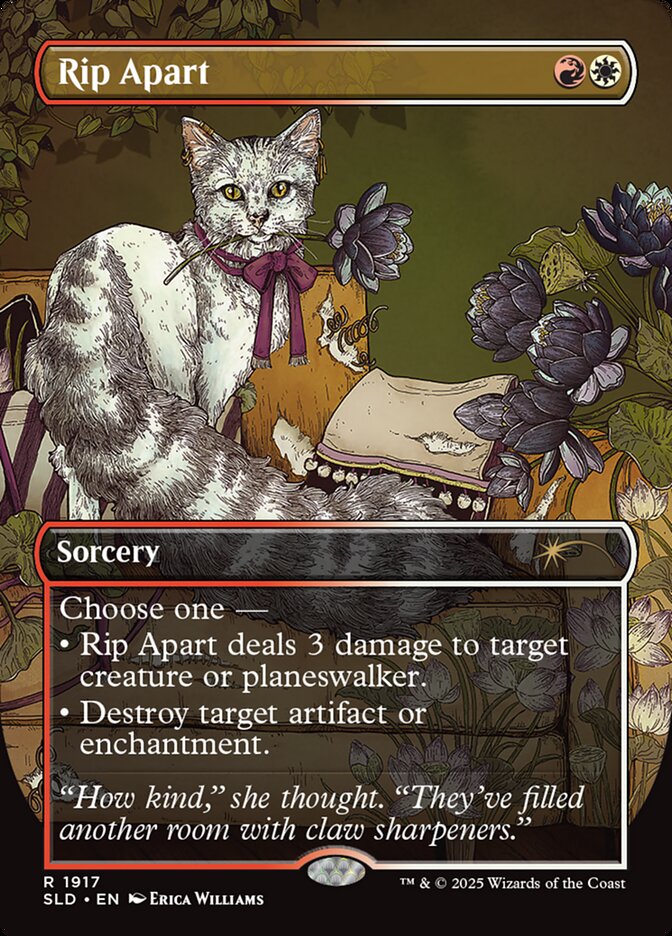 Rip Apart
Sorcery
Choose one —
• Rip Apart deals 3 damage to target
creature or planeswalker.
• Destroy target artifact or
enchantment.
“How kind,” she thought. “They’ve filled
another room with claw sharpeners.”
R 1917
SLD • EN Erica Williams
™ & © 2025 Wizards of the Coast